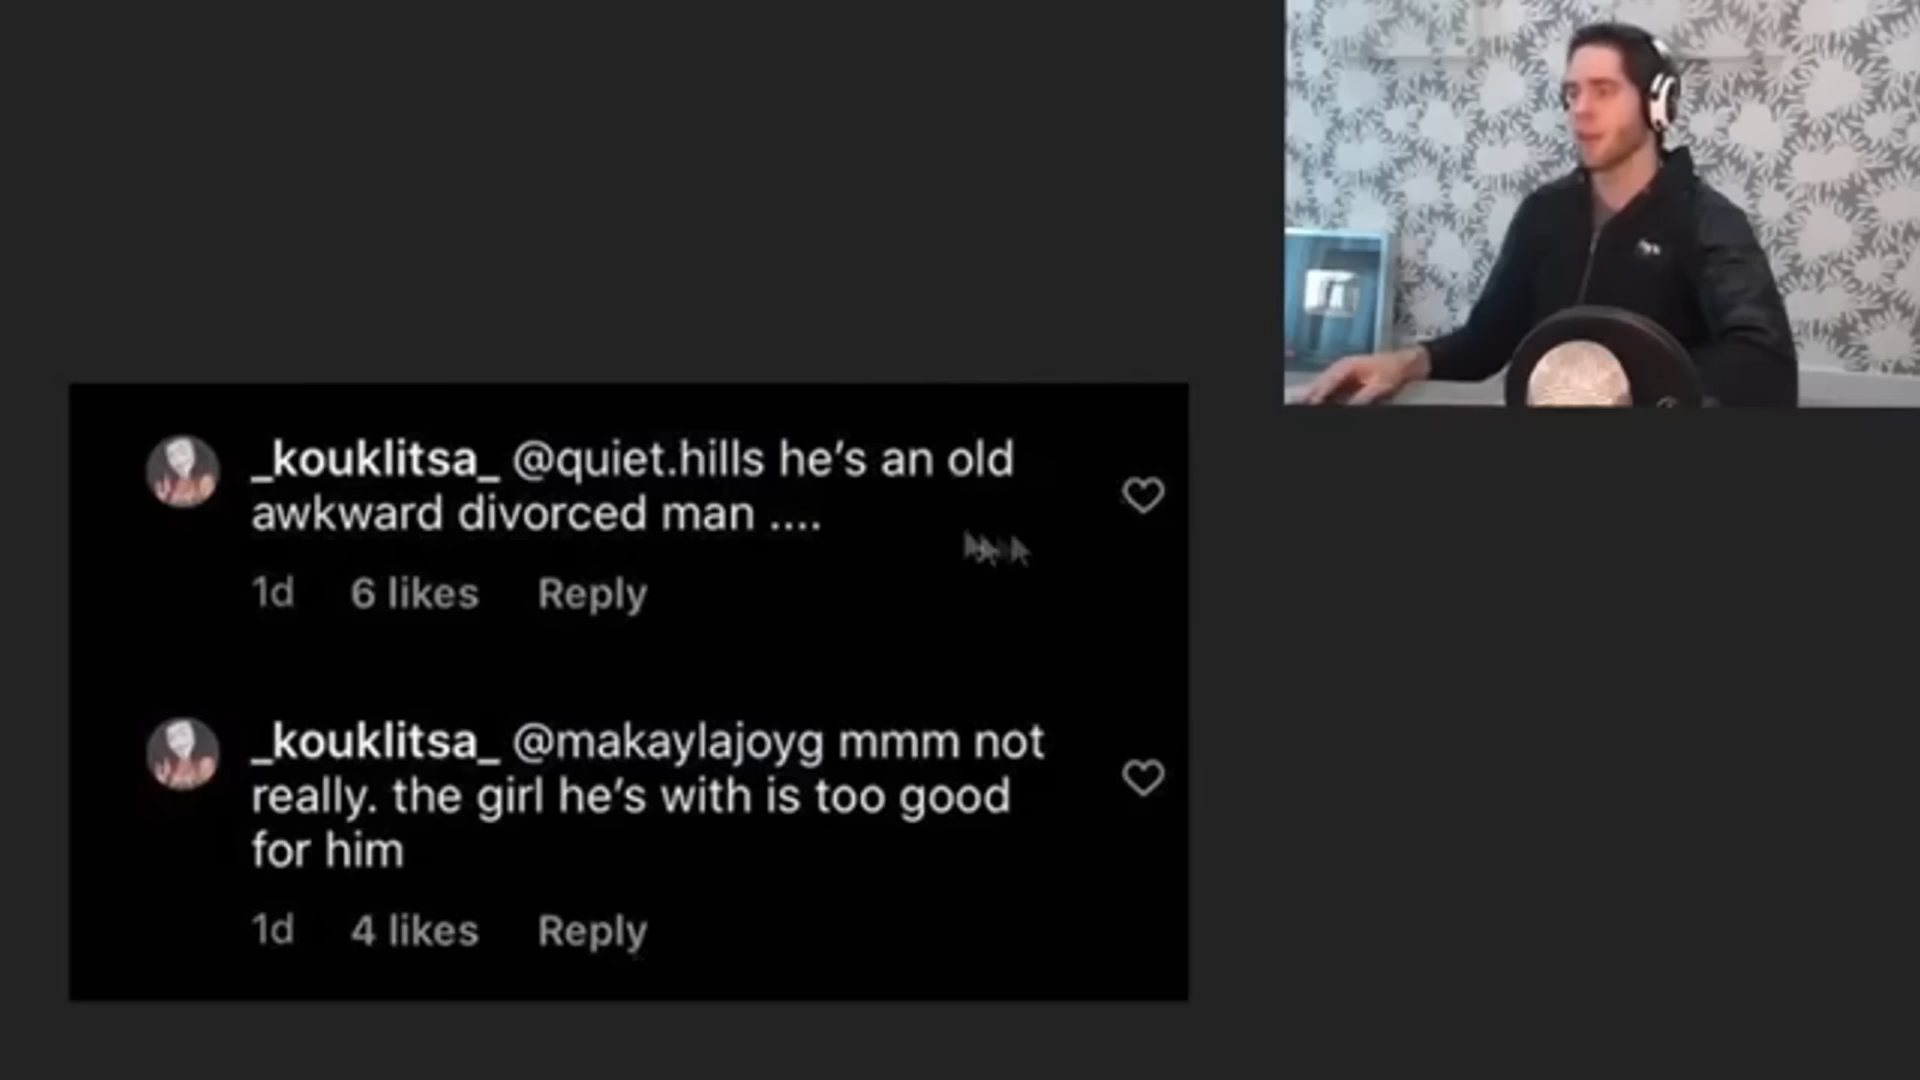 _kouklitsa_ @quiet.hills he's an old
awkward divorced man ....
1d 6 likes Reply
_kouklitsa_ @makaylajoyg mmm not
really. the girl he's with is too good
for him
1d 4 likes Reply